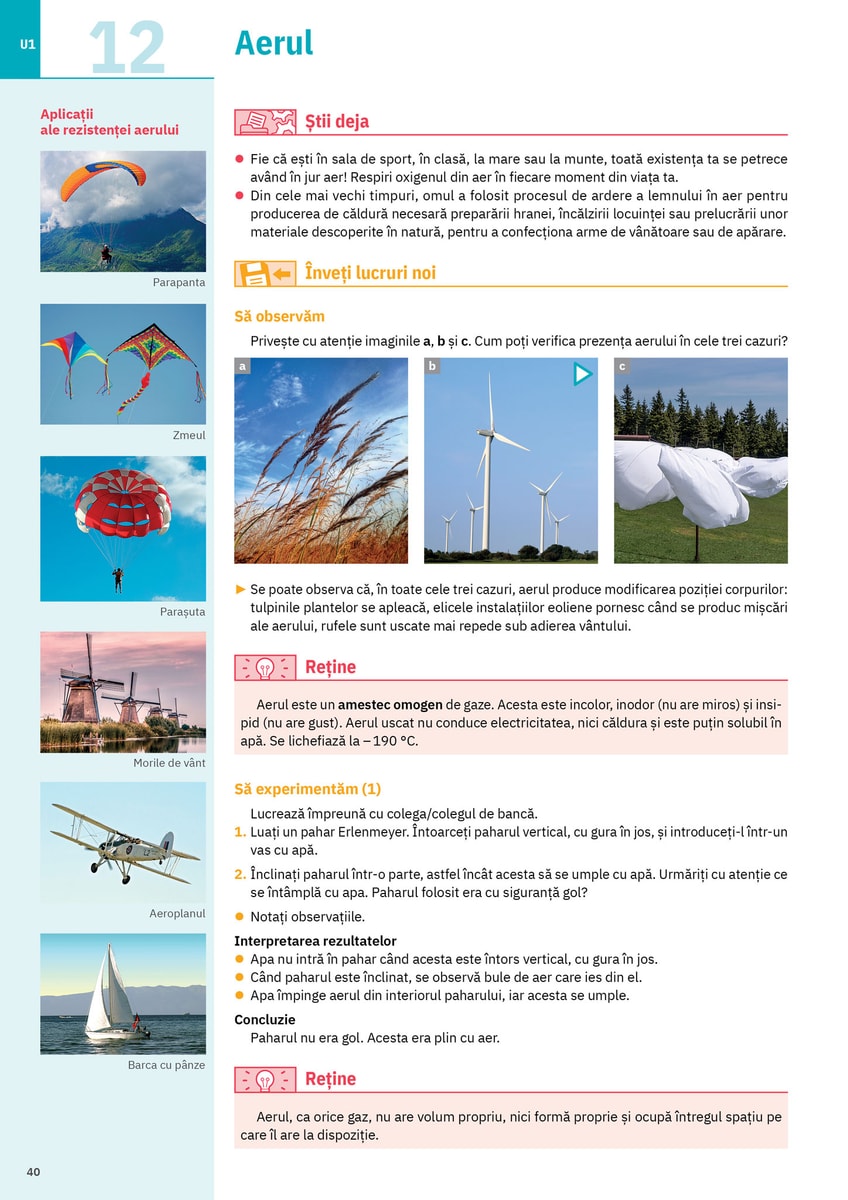 U1
12
Aerul
Aplicații
ale rezistenței aerului
Parapanta
Zmeul
Parașuta
Morile de vânt
Aeroplanul
Barca cu pânze
Știi deja
● Fie că ești în sala de sport, în clasă, la mare sau la munte, toată existența ta se petrece
având în jur aer! Respiri oxigenul din aer în fiecare moment din viața ta.
● Din cele mai vechi timpuri, omul a folosit procesul de ardere a lemnului în aer pentru
producerea de căldură necesară preparării hranei, încălzirii locuinței sau prelucrării unor
materiale descoperite în natură, pentru a confecționa arme de vânătoare sau de apărare.
Înveți lucruri noi
Să observăm
Privește cu atenție imaginile a, b și c. Cum poți verifica prezența aerului în cele trei cazuri?
a
b
c
► Se poate observa că, în toate cele trei cazuri, aerul produce modificarea poziției corpurilor:
tulpinile plantelor se apleacă, elicele instalațiilor eoliene pornesc când se produc mișcări
ale aerului, rufele sunt uscate mai repede sub adierea vântului.
Reține
Aerul este un amestec omogen de gaze. Acesta este incolor, inodor (nu are miros) și insi-
pid (nu are gust). Aerul uscat nu conduce electricitatea, nici căldura și este puțin solubil în
apă. Se lichefiază la – 190 °C.
Să experimentăm (1)
Lucrează împreună cu colega/colegul de bancă.
1. Luați un pahar Erlenmeyer. Întoarceți paharul vertical, cu gura în jos, și introduceți-l într-un
vas cu apă.
2. Înclinați paharul într-o parte, astfel încât acesta să se umple cu apă. Urmăriți cu atenție ce
se întâmplă cu apa. Paharul folosit era cu siguranță gol?
● Notați observațiile.
Interpretarea rezultatelor
● Apa nu intră în pahar când acesta este întors vertical, cu gura în jos.
● Când paharul este înclinat, se observă bule de aer care ies din el.
● Apa împinge aerul din interiorul paharului, iar acesta se umple.
Concluzie
Paharul nu era gol. Acesta era plin cu aer.
Reține
Aerul, ca orice gaz, nu are volum propriu, nici formă proprie și ocupă întregul spațiu pe
care îl are la dispoziție.
40